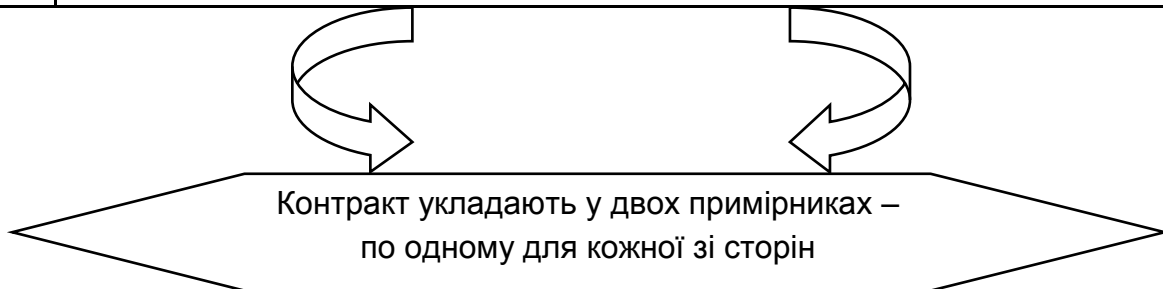 Контракт укладають у двох примірниках –
по одному для кожної зі сторін